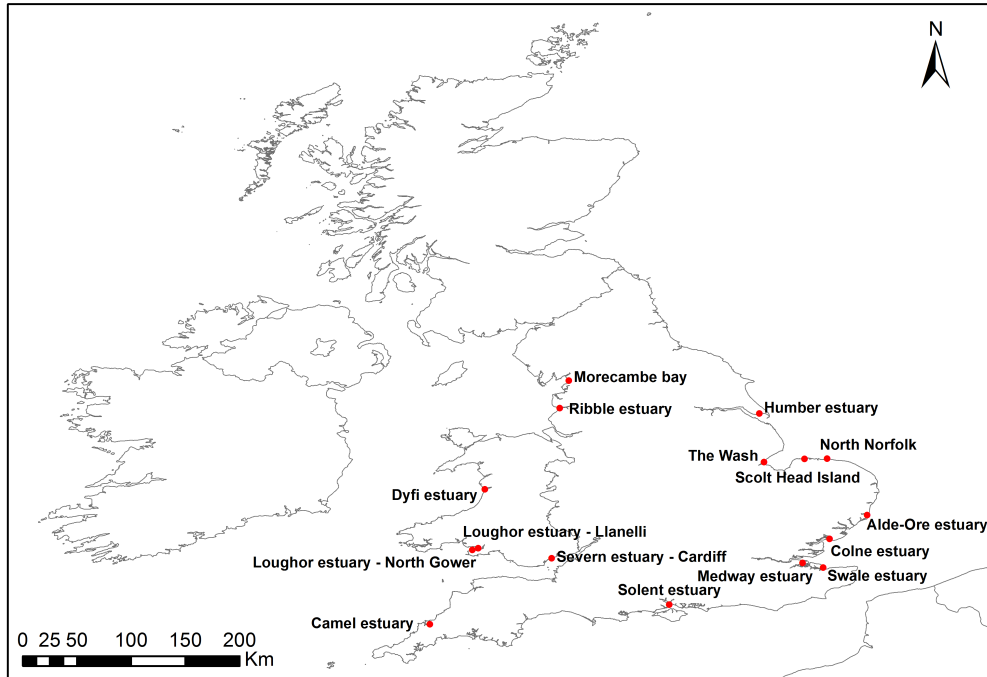 N
Morecambe bay
Ribble estuary
Humber estuary
North Norfolk
The Wash
Scolt Head Island
Dyfi estuary
Alde-Ore estuary
Loughor estuary - Llanelli
Colne estuary
Loughor estuary - North Gower
Severn estuary - Cardiff
Medway estuary
Swale estuary
Solent estuary
Camel estuary
0 25 50 100 150 200
Km